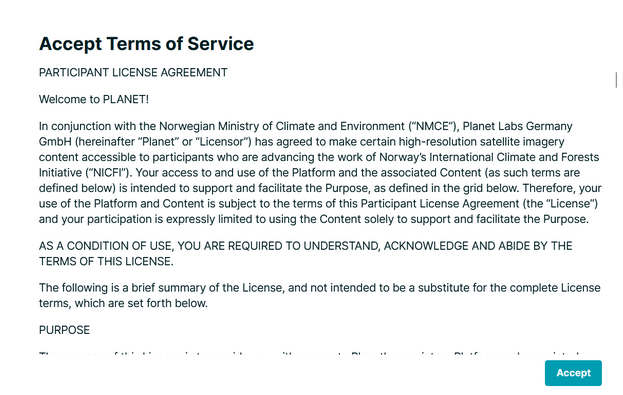 Accept Terms of Service
PARTICIPANT LICENSE AGREEMENT
Welcome to PLANET!
In conjunction with the Norwegian Ministry of Climate and Environment (“NMCE”), Planet Labs Germany
GmbH (hereinafter “Planet” or “Licensor”) has agreed to make certain high-resolution satellite imagery
content accessible to participants who are advancing the work of Norway’s International Climate and Forests
Initiative (“NICFI”). Your access to and use of the Platform and the associated Content (as such terms are
defined below) is intended to support and facilitate the Purpose, as defined in the grid below. Therefore, your
use of the Platform and Content is subject to the terms of this Participant License Agreement (the “License”)
and your participation is expressly limited to using the Content solely to support and facilitate the Purpose.
AS A CONDITION OF USE, YOU ARE REQUIRED TO UNDERSTAND, ACKNOWLEDGE AND ABIDE BY THE
TERMS OF THIS LICENSE.
The following is a brief summary of the License, and not intended to be a substitute for the complete License
terms, which are set forth below.
PURPOSE
Accept